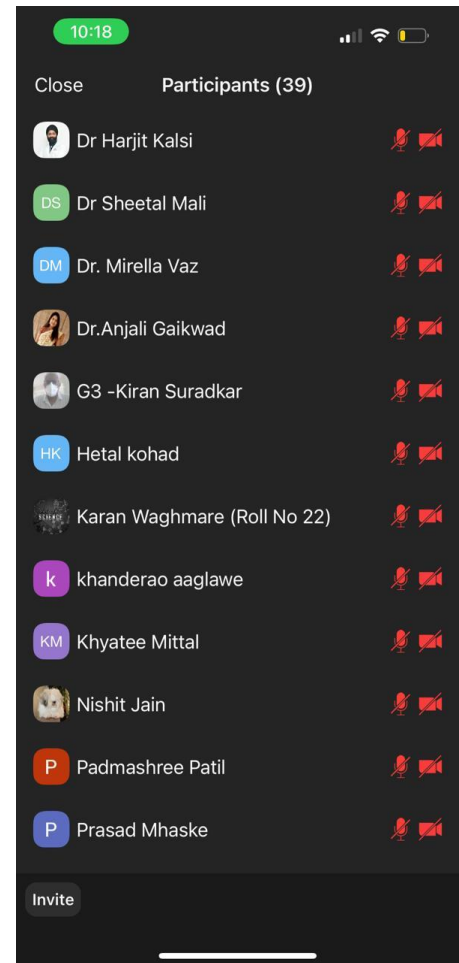 10:18
Close Participants (39)
Dr Harjit Kalsi
DS Dr Sheetal Mali
DM Dr. Mirella Vaz
Dr.Anjali Gaikwad
G3 -Kiran Suradkar
HK Hetal kohad
SCIENCE Karan Waghmare (Roll No 22)
k khanderao aaglawe
KM Khyatee Mittal
Nishit Jain
P Padmashree Patil
P Prasad Mhaske
Invite